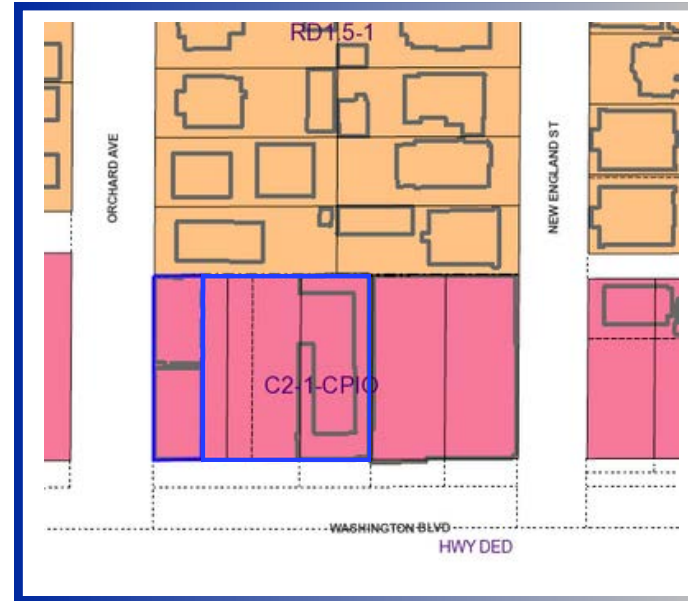 RD1.5-1
ORCHARD AVE
NEW ENGLAND ST
C2-1-CPIO
WASHINGTON BLVD
HWY DED